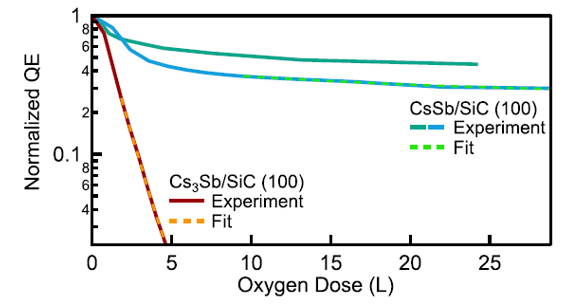 1
8
6
4
2
0.1
8
6
4
Normalized QE
CsSb/SiC (100)
Experiment
Fit
Cs₃Sb/SiC (100)
Experiment
Fit
0 5 10 15 20 25
Oxygen Dose (L)